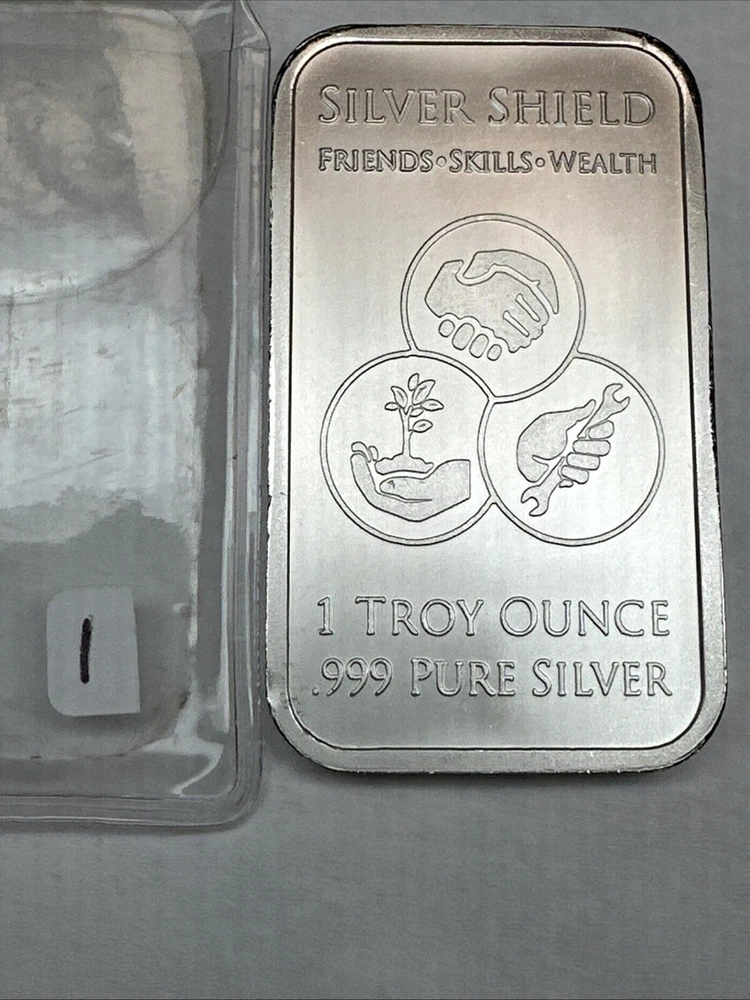 SILVER SHIELD
FRIENDS•SKILLS•WEALTH
1 TROY OUNCE
.999 PURE SILVER
1